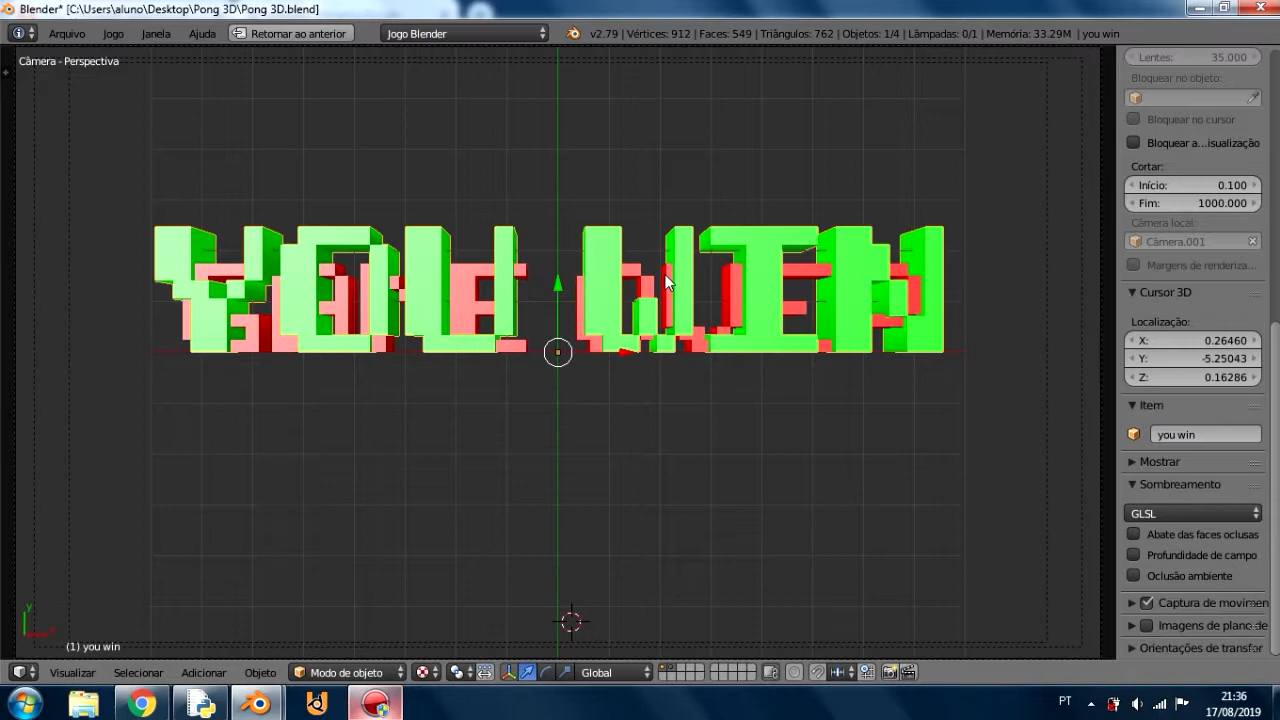 Blender* [C:\Users\aluno\Desktop\Pong 3D\Pong 3D.blend]
Arquivo Jogo Janela Ajuda Retornar ao anterior Jogo Blender v2.79 | Vértices: 912 | Faces: 549 | Triângulos: 762 | Objetos: 1/4 | Lâmpadas: 0/1 | Memória: 33.29M | you win
Câmera - Perspectiva
Lentes: 35.000
Bloquear no objeto:
Bloquear no cursor
Bloquear a...isualização
Cortar:
Início: 0.100
Fim: 1000.000
Câmera local:
Câmera.001
Margens de renderiza...
YOU WIN
Cursor 3D
Localização:
X: 0.26460
Y: -5.25043
Z: 0.16286
Item
you win
Mostrar
Sombreamento
GLSL
Abate das faces oclusas
Profundidade de campo
Oclusão ambiente
Captura de movimen
Imagens de plano de
Orientações de transfor
y
(1) you win
Visualizar Selecionar Adicionar Objeto Modo de objeto Global
PT
21:36
17/08/2019